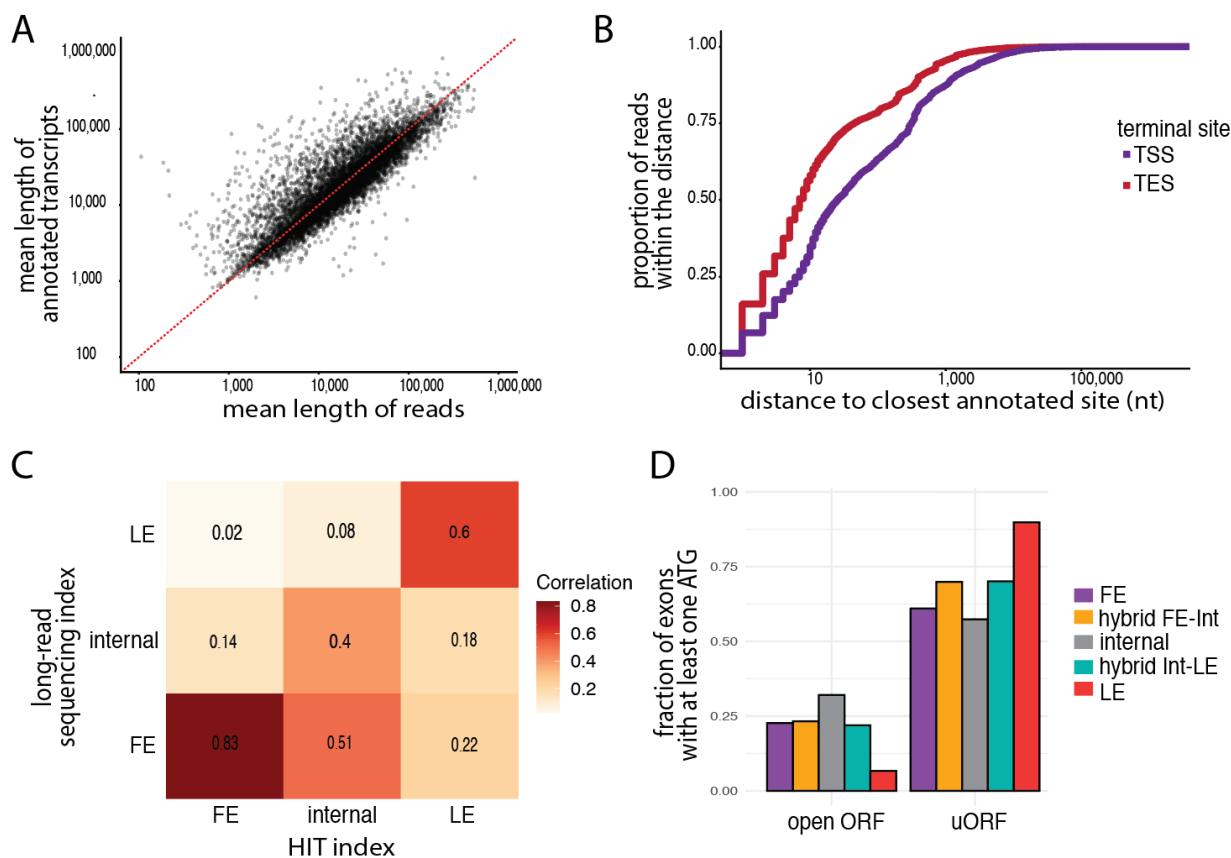 A
1,000,000
100,000
10,000
1,000
100
mean length of
annotated transcripts
100
1,000
10,000
100,000
1,000,000
mean length of reads
B
1.00
0.75
0.50
0.25
0.00
proportion of reads
within the distance
10
1,000
100,000
distance to closest annotated site (nt)
terminal site
TSS
TES
C
long-read
sequencing index
LE
internal
FE
0.02 0.08 0.6
0.14 0.4 0.18
0.83 0.51 0.22
FE internal LE
HIT index
Correlation
0.8
0.6
0.4
0.2
D
1.00
0.75
0.50
0.25
0.00
fraction of exons
with at least one ATG
open ORF uORF
FE
hybrid FE-Int
internal
hybrid Int-LE
LE